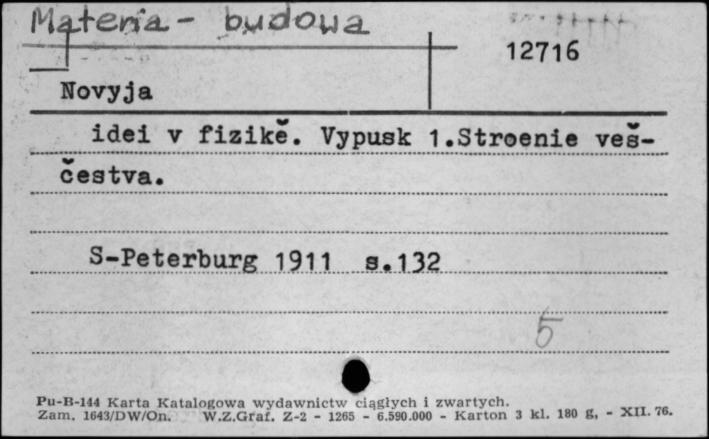 Materia - budowa
12716
Novyja
idei v fizikě. Vypusk 1.Stroenie veš-
čestva.
S-Peterburg 1911 s.132
5
Pu-B-144 Karta Katalogowa wydawnictw ciągłych i zwartych.
Zam. 1643/DW/On. W.Z.Graf. Z-2 - 1265 - 6.590.000 - Karton 3 kl. 180 g, - XII. 76.